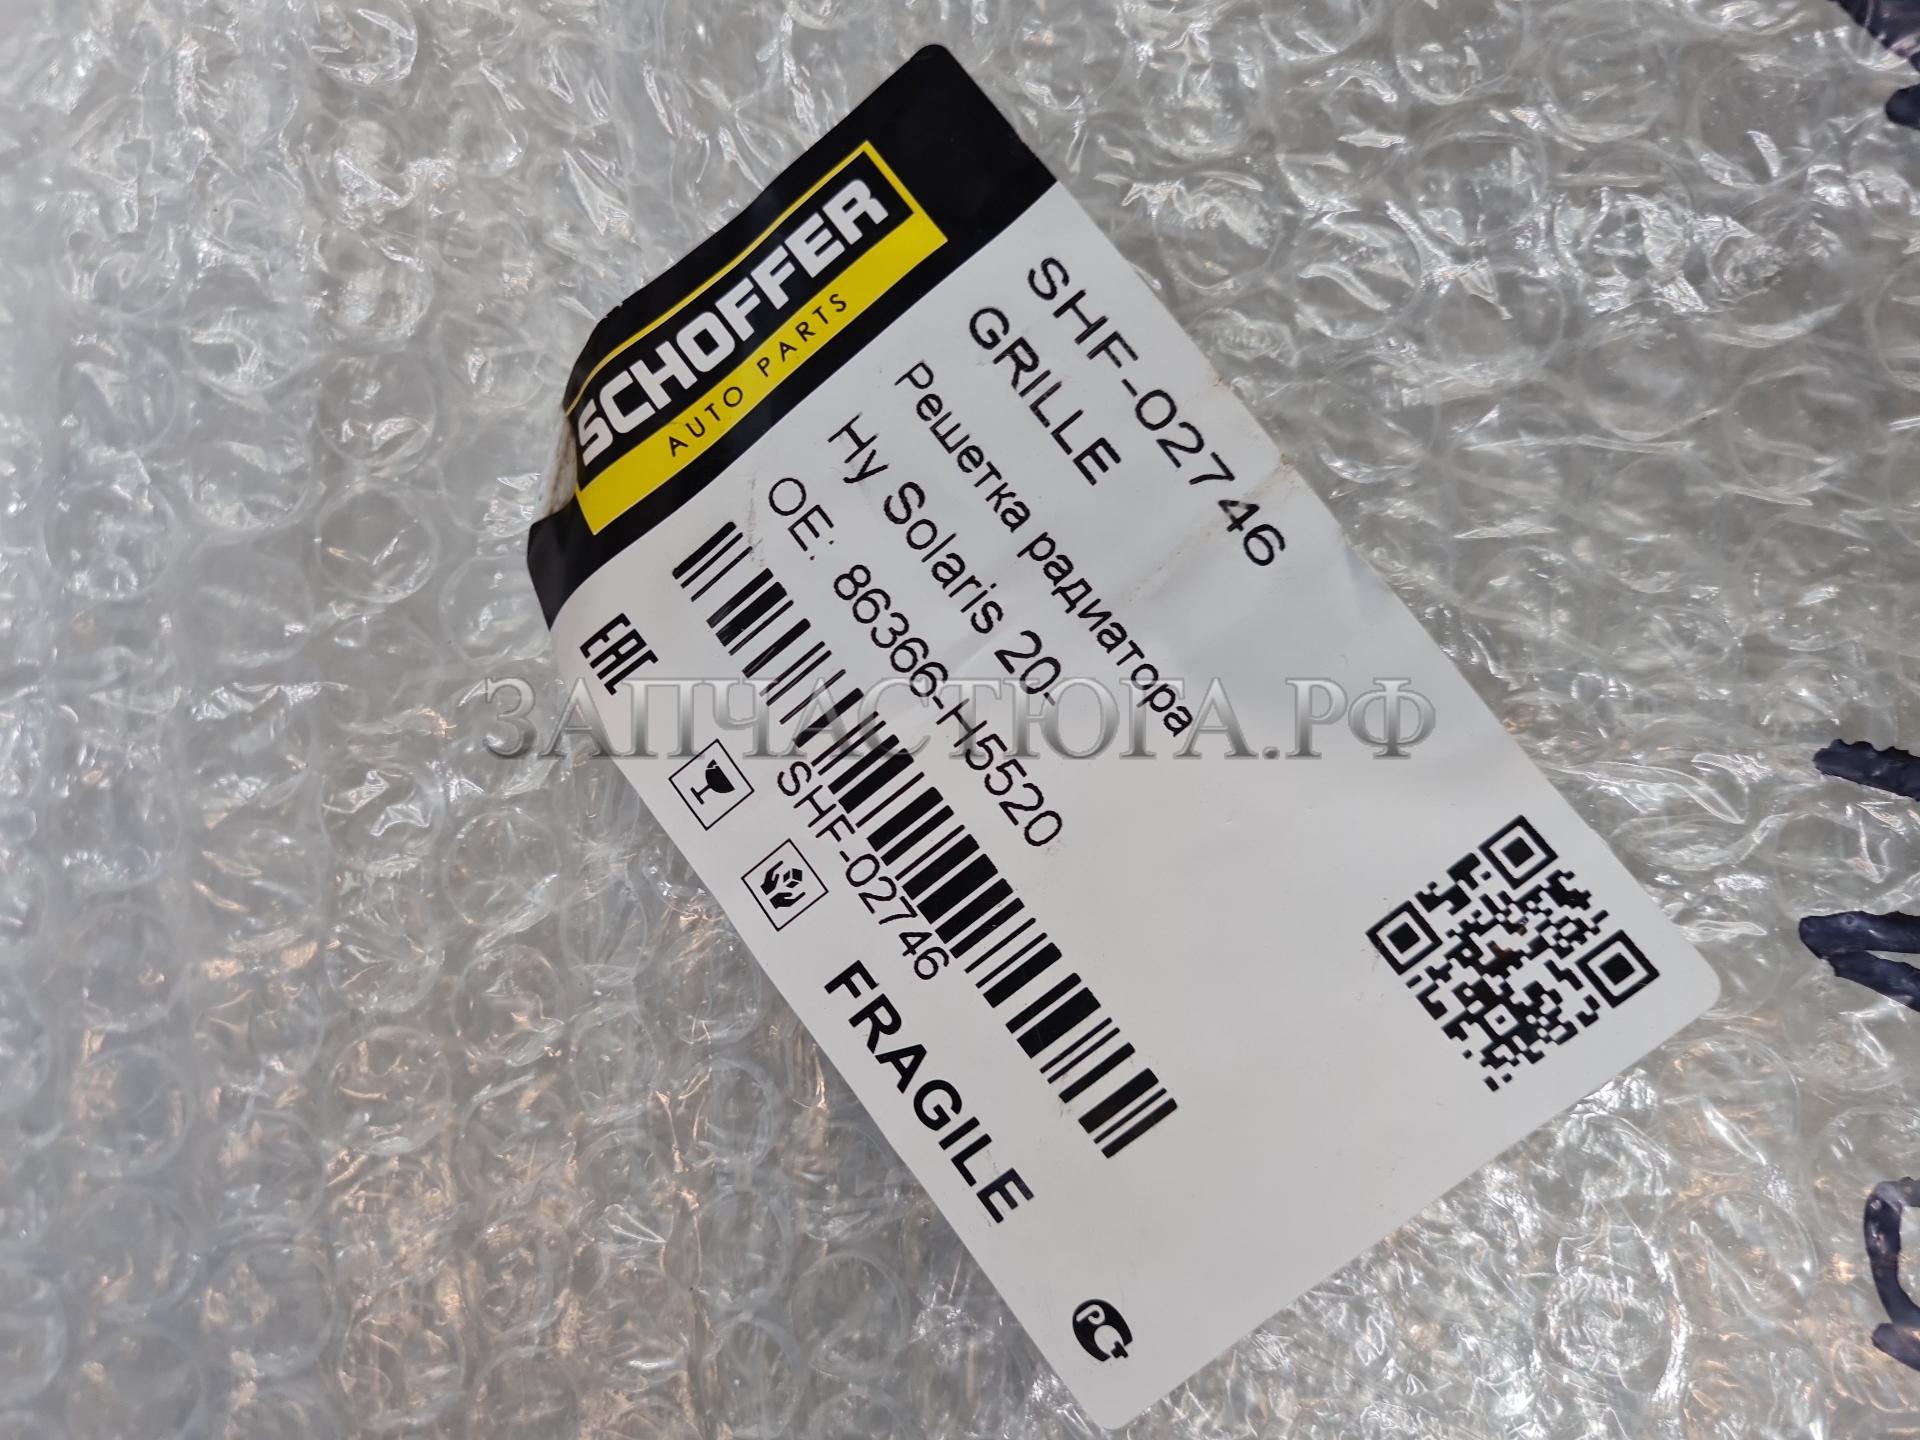 SCHOFFER
AUTO PARTS
SHF-02746
GRILLE
Решетка радиатора
Hy Solaris 20-
OE: 86366-H5520
SHF-02746
EAC
FRAGILE
ЗАПЧАСТЮГА.РФ